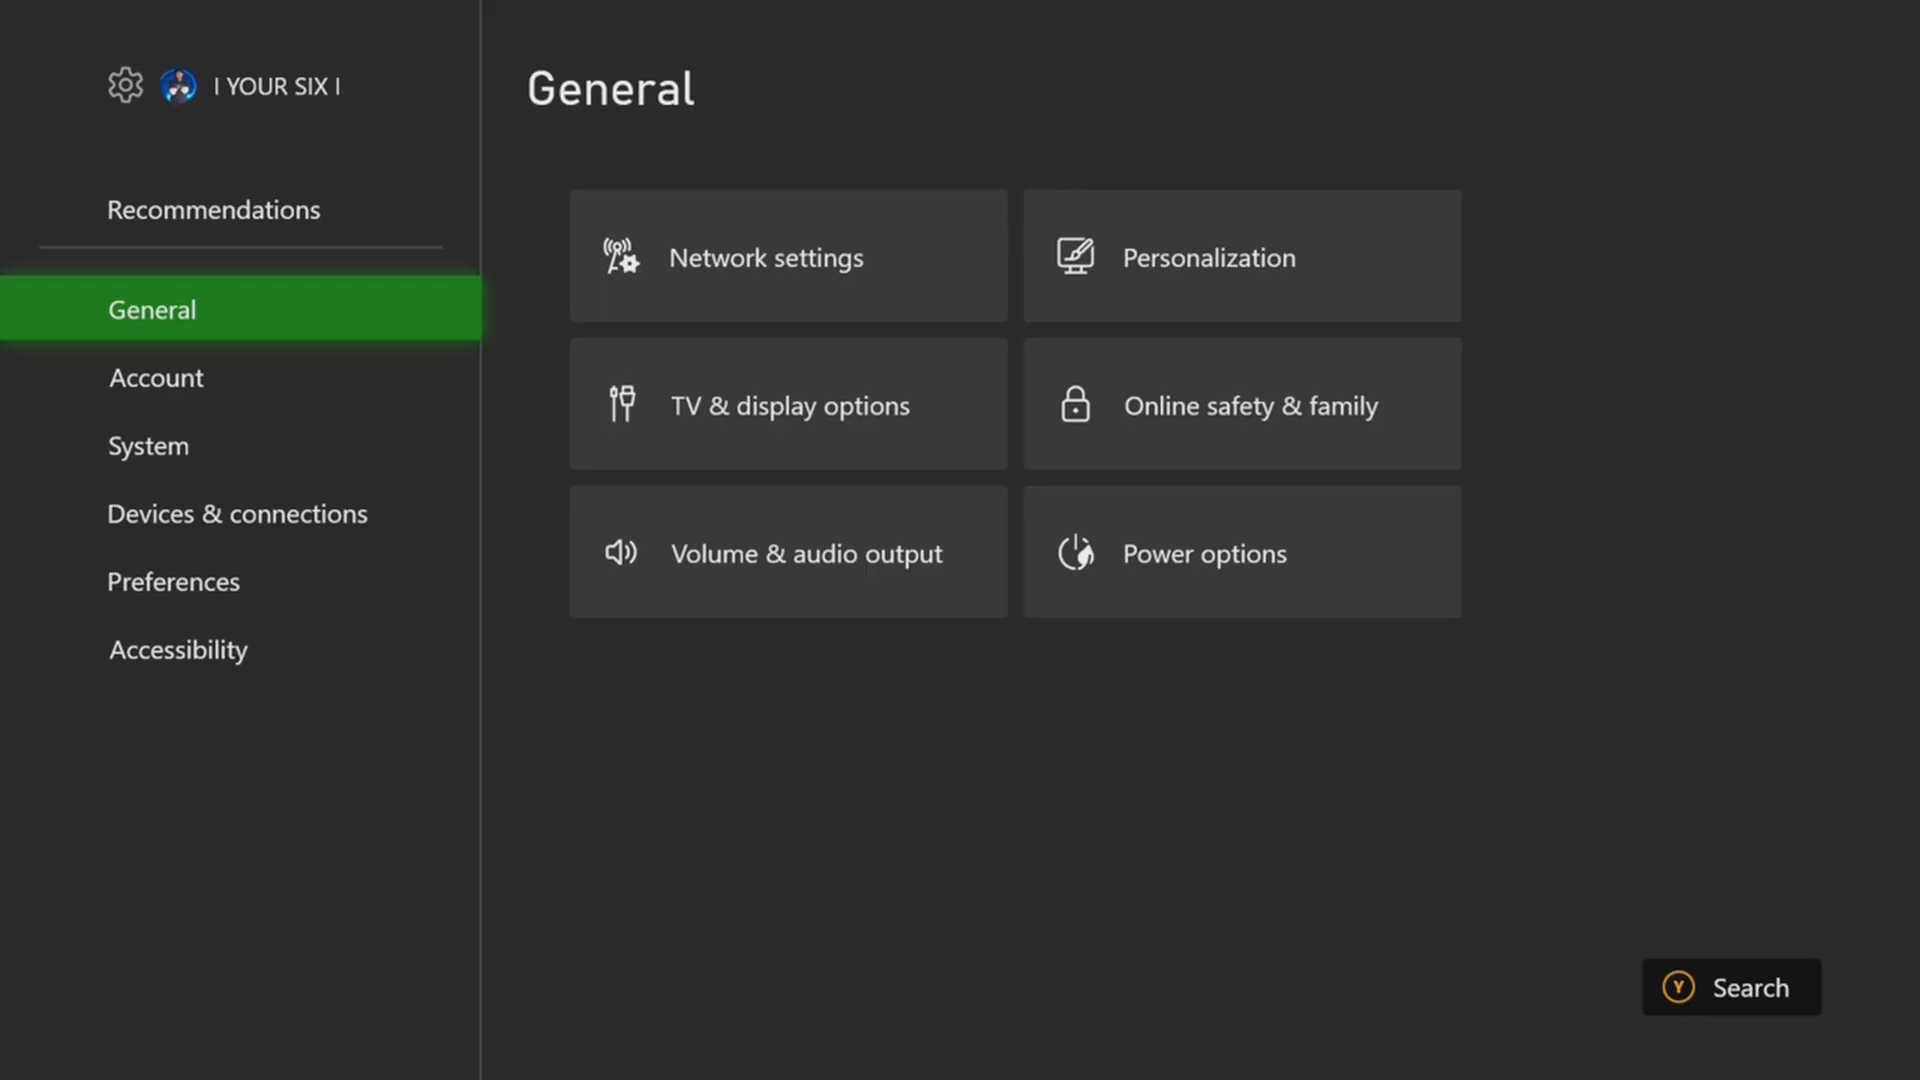 I YOUR SIX I
General
Recommendations
General
Account
System
Devices & connections
Preferences
Accessibility
Network settings
Personalization
TV & display options
Online safety & family
Volume & audio output
Power options
Y Search